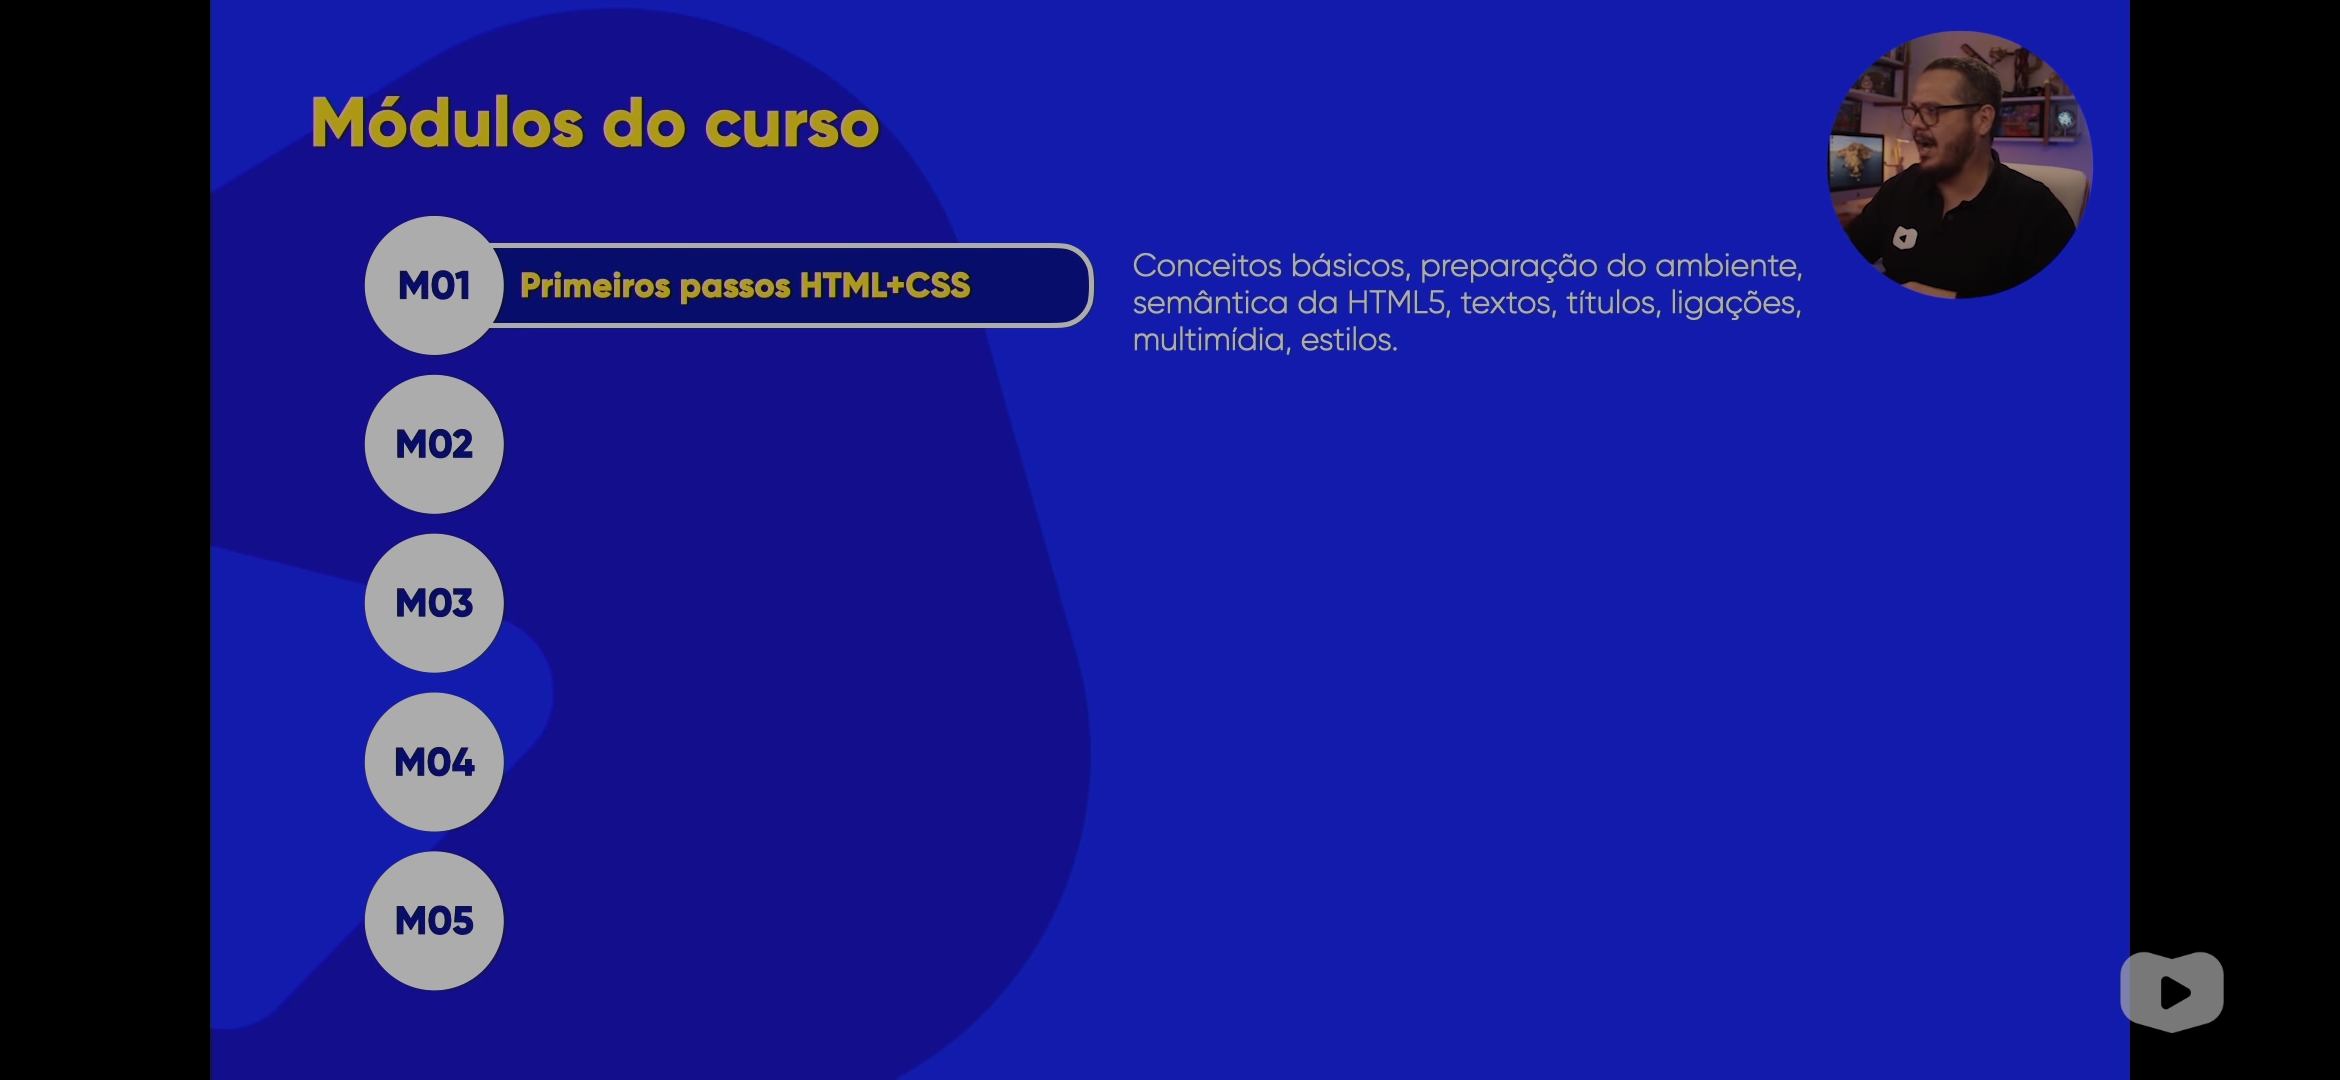 Módulos do curso
M01
Primeiros passos HTML+CSS
Conceitos básicos, preparação do ambiente,
semântica da HTML5, textos, títulos, ligações,
multimídia, estilos.
M02
M03
M04
M05